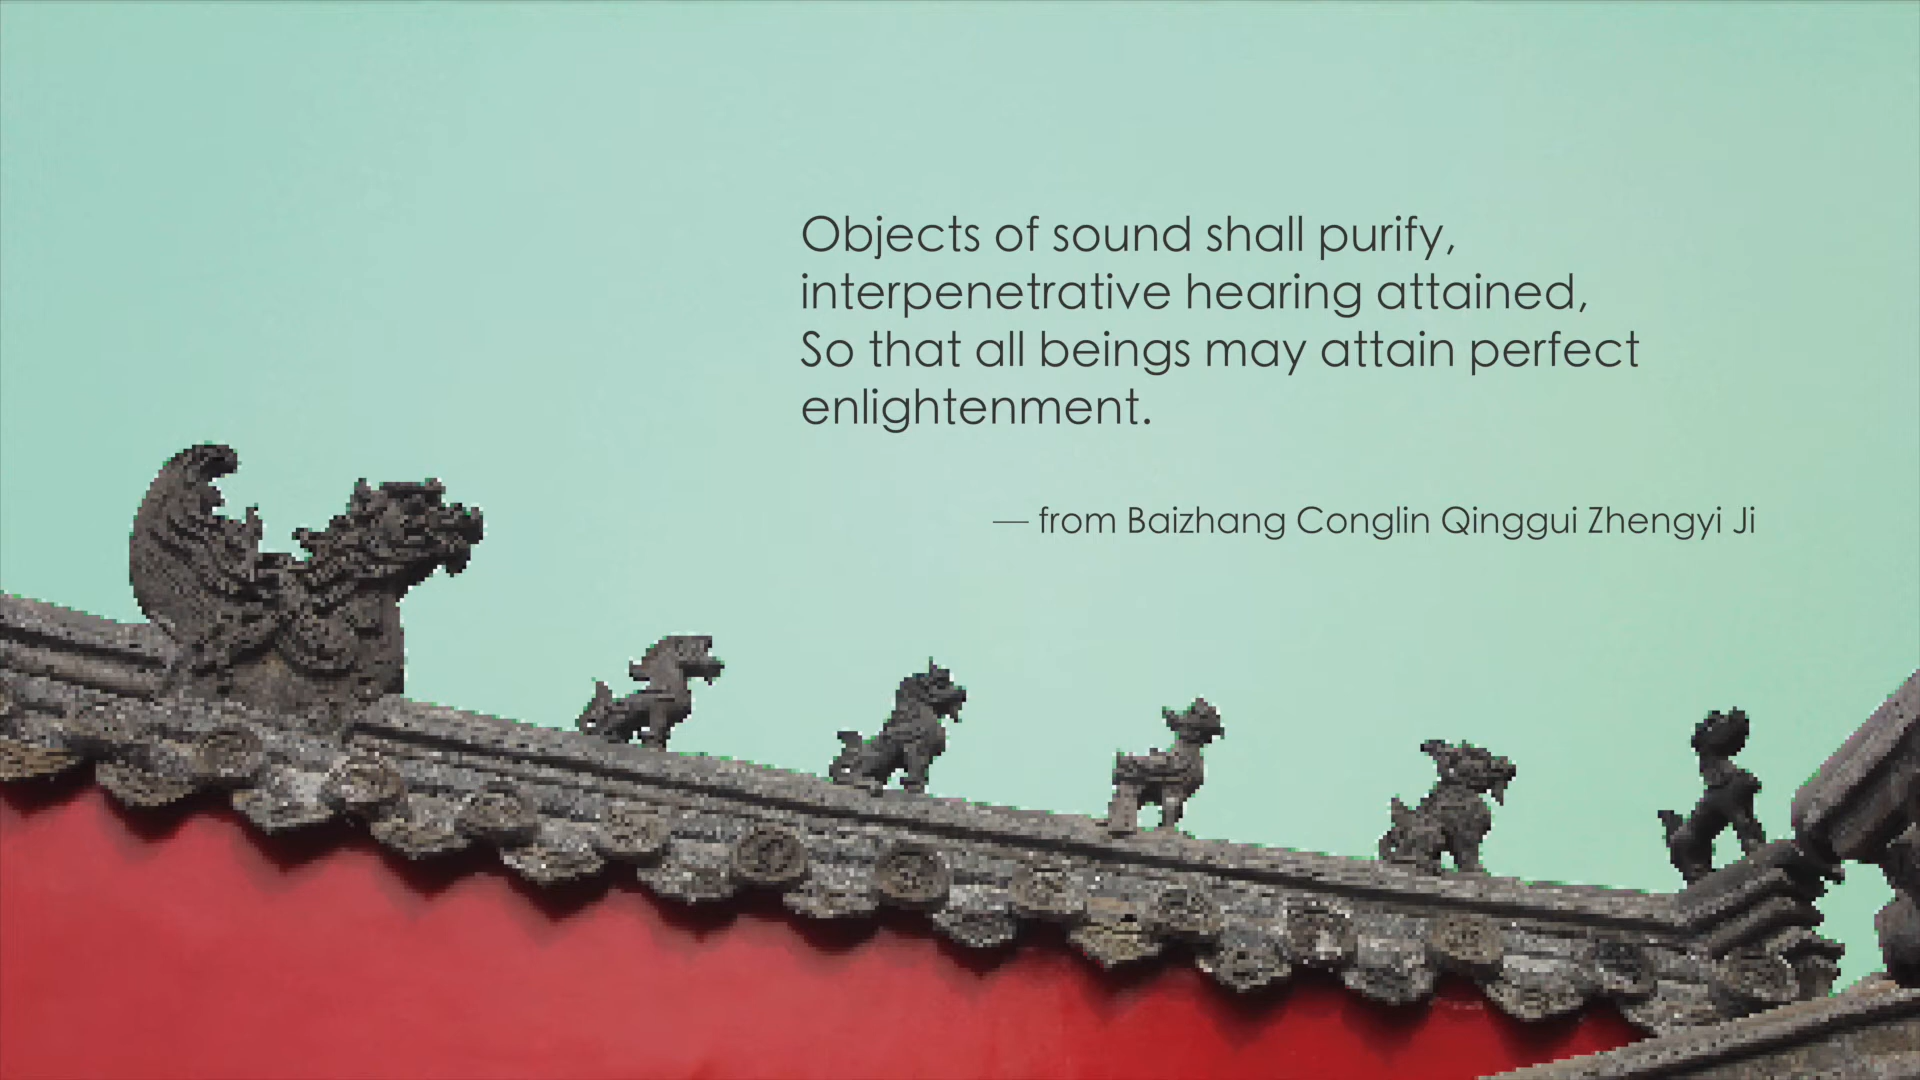 Objects of sound shall purify,
interpenetrative hearing attained,
So that all beings may attain perfect
enlightenment.
— from Baizhang Conglin Qinggui Zhengyi Ji